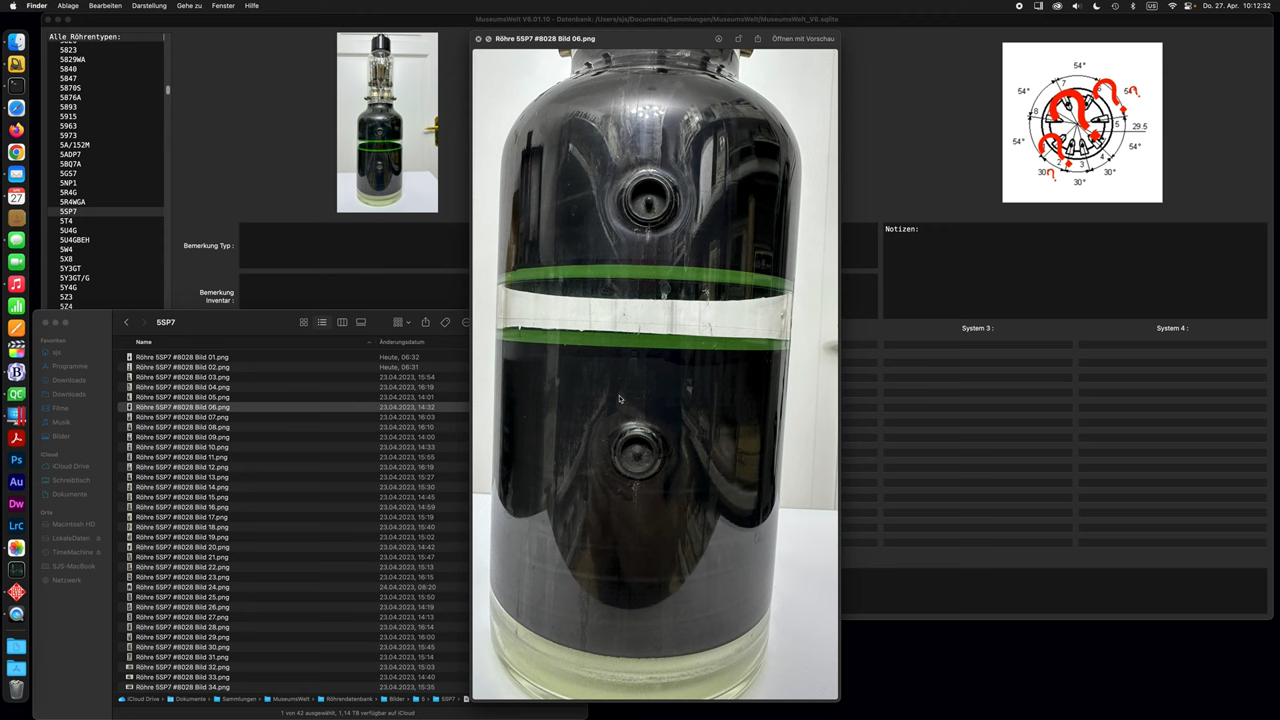 Finder Ablage Bearbeiten Darstellung Gehe zu Fenster Hilfe
US
Do. 27. Apr. 10:12:32
MuseumsWelt V6.01.10 - Datenbank: /Users/sjs/Documents/Sammlungen/MuseumsWelt/MuseumsWelt_V6.sqlite
Alle Röhrentypen:
5823
5829WA
5840
5847
5870S
5876A
5893
5915
5963
5973
5A/152M
5ADP7
5BQ7A
5GS7
5NP1
5R4G
5R4WGA
5SP7
5T4
5U4G
5U4GBEH
5W4
5X8
5Y3GT
5Y3GT/G
5Y4G
5Z3
5Z4
Bemerkung Typ :
Bemerkung
Inventar :
Röhre 5SP7 #8028 Bild 06.png
Öffnen mit Vorschau
54°
54°
54°
54°
54°
29.5
30°
30°
30°
7
8
5
2
3
4
? ? ? ? ?
Notizen:
System 3 :
System 4 :
5SP7
Favoriten
sjs
Programme
Downloads
Downloads
Filme
Musik
Bilder
iCloud
iCloud Drive
Schreibtisch
Dokumente
Orte
Macintosh HD
LokaleDaten
TimeMachine
SJS-MacBook
Netzwerk
Name Änderungsdatum
Röhre 5SP7 #8028 Bild 01.png Heute, 06:32
Röhre 5SP7 #8028 Bild 02.png Heute, 06:31
Röhre 5SP7 #8028 Bild 03.png 23.04.2023, 15:54
Röhre 5SP7 #8028 Bild 04.png 23.04.2023, 16:19
Röhre 5SP7 #8028 Bild 05.png 23.04.2023, 14:01
Röhre 5SP7 #8028 Bild 06.png 23.04.2023, 14:32
Röhre 5SP7 #8028 Bild 07.png 23.04.2023, 16:03
Röhre 5SP7 #8028 Bild 08.png 23.04.2023, 16:10
Röhre 5SP7 #8028 Bild 09.png 23.04.2023, 14:00
Röhre 5SP7 #8028 Bild 10.png 23.04.2023, 14:33
Röhre 5SP7 #8028 Bild 11.png 23.04.2023, 15:55
Röhre 5SP7 #8028 Bild 12.png 23.04.2023, 16:19
Röhre 5SP7 #8028 Bild 13.png 23.04.2023, 15:27
Röhre 5SP7 #8028 Bild 14.png 23.04.2023, 15:30
Röhre 5SP7 #8028 Bild 15.png 23.04.2023, 14:45
Röhre 5SP7 #8028 Bild 16.png 23.04.2023, 14:59
Röhre 5SP7 #8028 Bild 17.png 23.04.2023, 15:19
Röhre 5SP7 #8028 Bild 18.png 23.04.2023, 15:40
Röhre 5SP7 #8028 Bild 19.png 23.04.2023, 15:02
Röhre 5SP7 #8028 Bild 20.png 23.04.2023, 14:42
Röhre 5SP7 #8028 Bild 21.png 23.04.2023, 15:47
Röhre 5SP7 #8028 Bild 22.png 23.04.2023, 15:13
Röhre 5SP7 #8028 Bild 23.png 23.04.2023, 16:15
Röhre 5SP7 #8028 Bild 24.png 24.04.2023, 08:20
Röhre 5SP7 #8028 Bild 25.png 23.04.2023, 15:50
Röhre 5SP7 #8028 Bild 26.png 23.04.2023, 14:19
Röhre 5SP7 #8028 Bild 27.png 23.04.2023, 14:13
Röhre 5SP7 #8028 Bild 28.png 23.04.2023, 16:14
Röhre 5SP7 #8028 Bild 29.png 23.04.2023, 16:00
Röhre 5SP7 #8028 Bild 30.png 23.04.2023, 15:45
Röhre 5SP7 #8028 Bild 31.png 23.04.2023, 15:14
Röhre 5SP7 #8028 Bild 32.png 23.04.2023, 15:03
Röhre 5SP7 #8028 Bild 33.png 23.04.2023, 14:40
Röhre 5SP7 #8028 Bild 34.png 23.04.2023, 15:35
iCloud Drive Dokumente Sammlungen MuseumsWelt Röhrendatenbank Bilder 5 5SP7
1 von 42 ausgewählt, 1,14 TB verfügbar auf iCloud
27
Ps
Au
Dw
LrC
QC